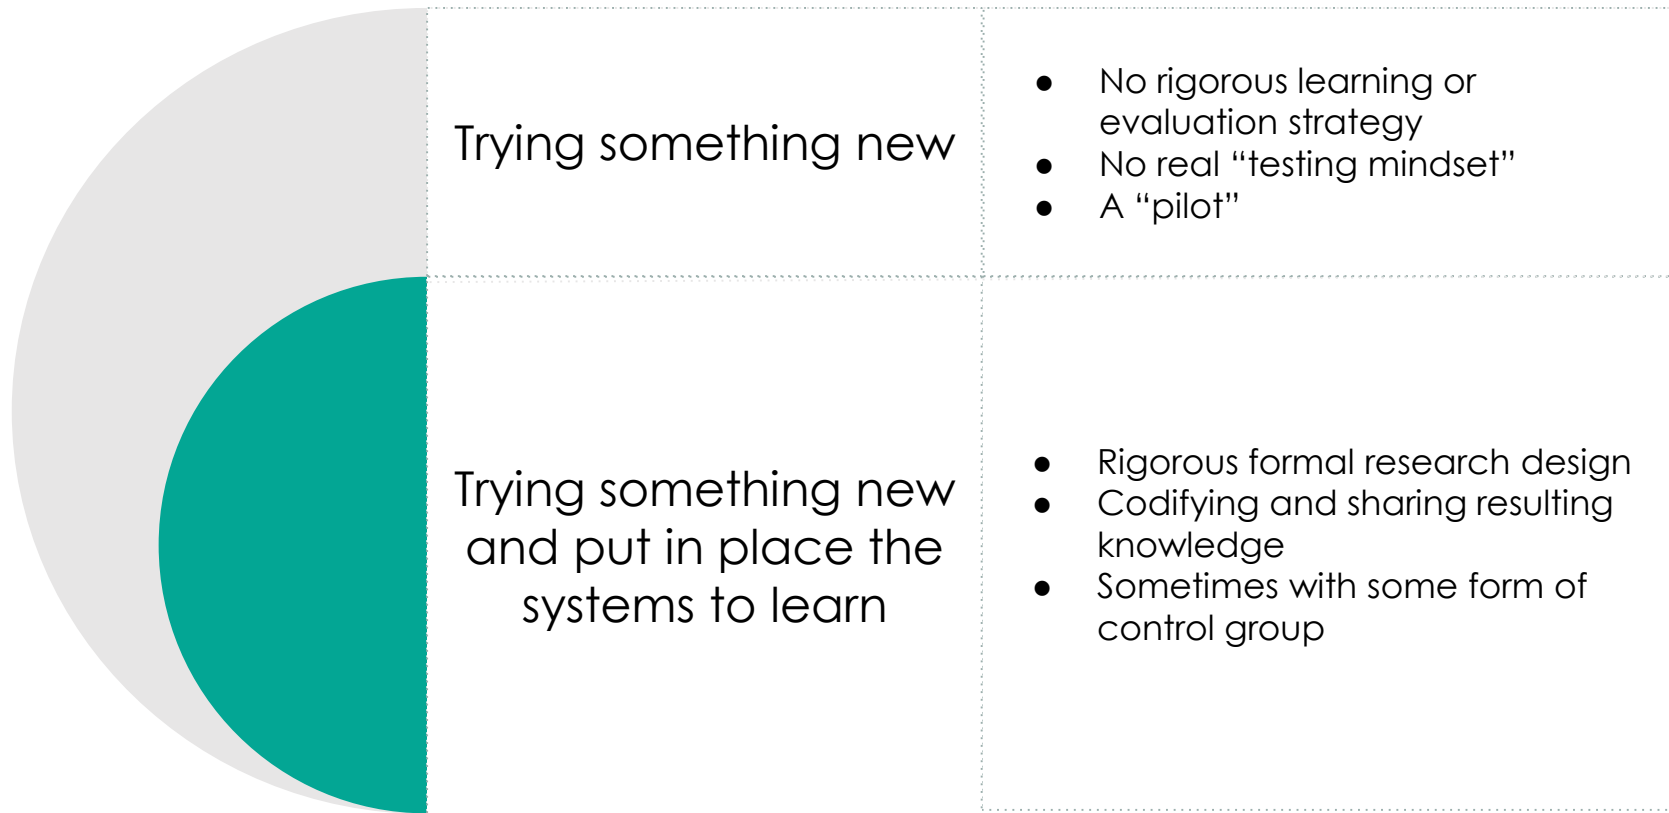 Trying something new
● No rigorous learning or
evaluation strategy
● No real “testing mindset”
● A “pilot”
Trying something new
and put in place the
systems to learn
● Rigorous formal research design
● Codifying and sharing resulting
knowledge
● Sometimes with some form of
control group